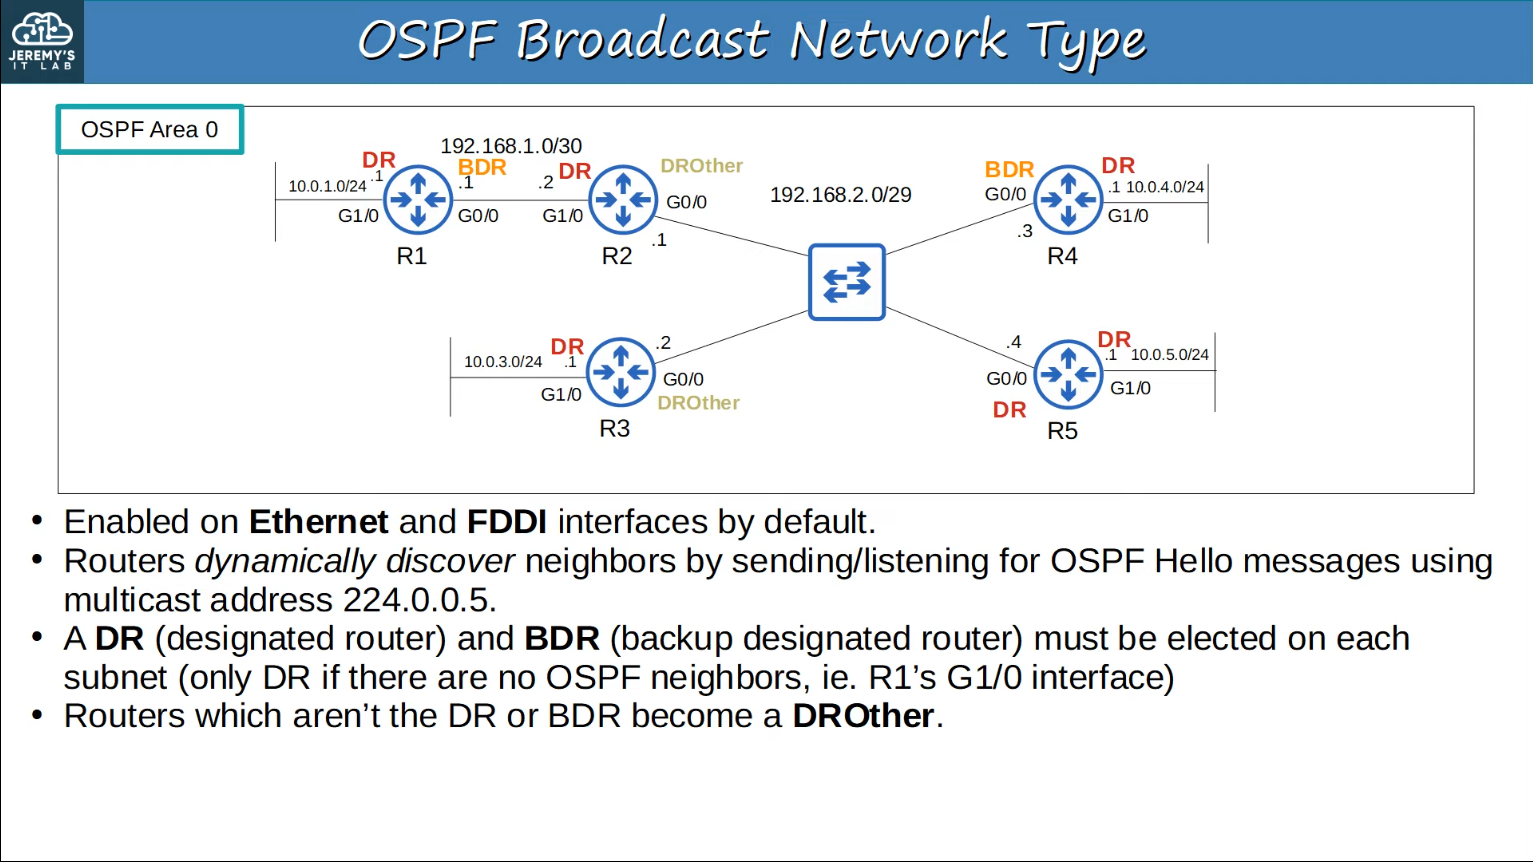 JEREMY'S
IT LAB
OSPF Broadcast Network Type
OSPF Area 0
192.168.1.0/30
DR
BDR
DR
DROther
10.0.1.0/24
.1
.1
.2
G1/0
G0/0
G1/0
G0/0
.1
R1
R2
192.168.2.0/29
BDR
DR
G0/0
.1
10.0.4.0/24
G1/0
.3
R4
DR
.2
10.0.3.0/24
.1
G1/0
G0/0
DROther
R3
.4
DR
.1
10.0.5.0/24
G0/0
G1/0
DR
R5
• Enabled on Ethernet and FDDI interfaces by default.
• Routers dynamically discover neighbors by sending/listening for OSPF Hello messages using
multicast address 224.0.0.5.
• A DR (designated router) and BDR (backup designated router) must be elected on each
subnet (only DR if there are no OSPF neighbors, ie. R1’s G1/0 interface)
• Routers which aren’t the DR or BDR become a DROther.